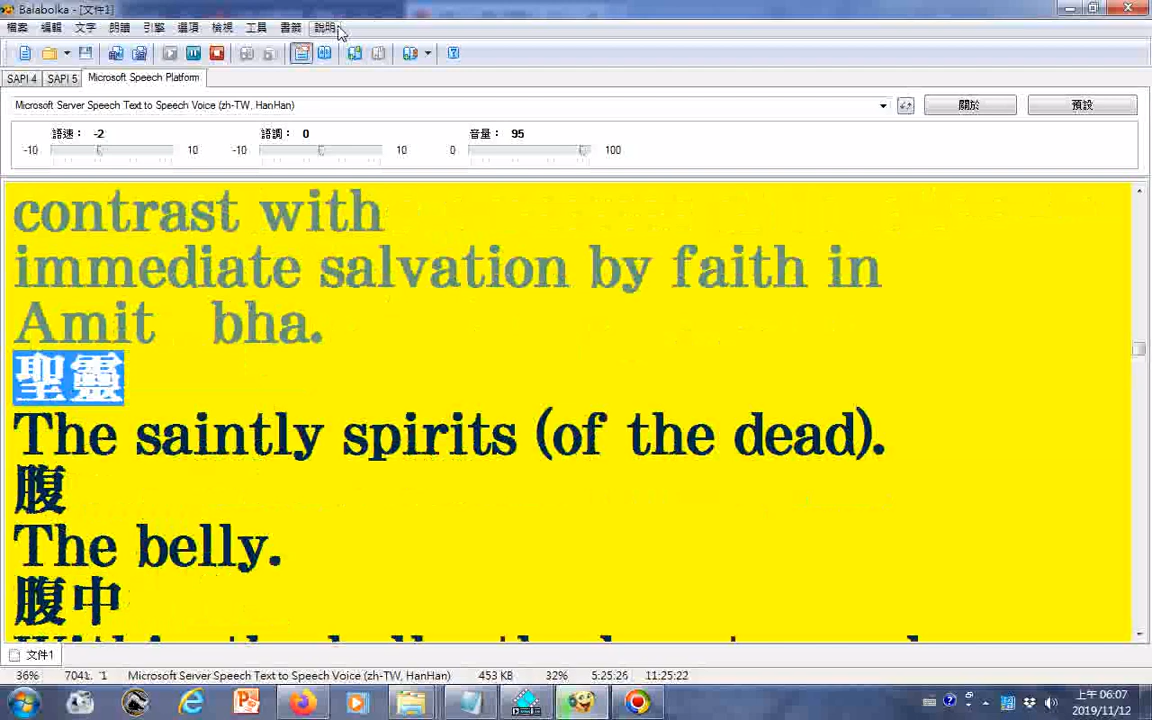 Balabolka - [文件1]
檔案 編輯 文字 朗讀 引擎 選項 檢視 工具 書籤 說明
SAPI 4 SAPI 5 Microsoft Speech Platform
Microsoft Server Speech Text to Speech Voice (zh-TW, HanHan) 關於 預設
語速： -2 語調： 0 音量： 95
-10 10 -10 10 0 100
contrast with
immediate salvation by faith in
Amit bha.
聖靈
The saintly spirits (of the dead).
腹
The belly.
腹中
文件1
36% Microsoft Server Speech Text to Speech Voice (zh-TW, HanHan) 453 KB 32% 5:25:26 11:25:22
上午 06:07
2019/11/12